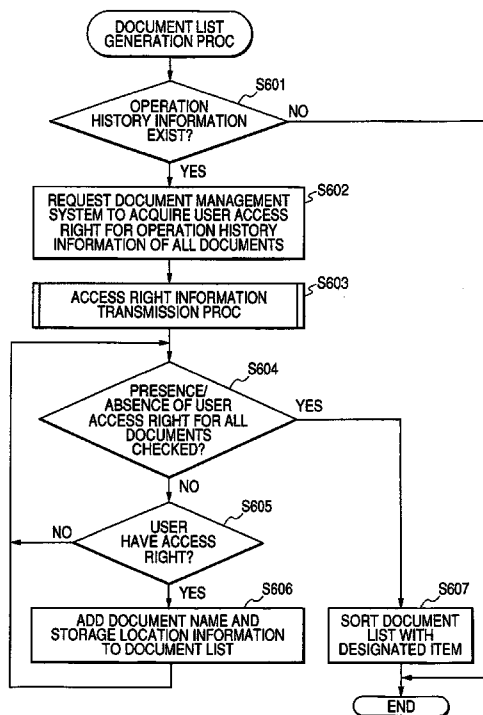 DOCUMENT LIST
GENERATION PROC
S601
OPERATION
HISTORY INFORMATION
EXIST?
NO
YES
S602
REQUEST DOCUMENT MANAGEMENT
SYSTEM TO ACQUIRE USER ACCESS
RIGHT FOR OPERATION HISTORY
INFORMATION OF ALL DOCUMENTS
S603
ACCESS RIGHT INFORMATION
TRANSMISSION PROC
S604
PRESENCE/
ABSENCE OF USER
ACCESS RIGHT FOR ALL
DOCUMENTS
CHECKED?
YES
NO
S605
USER
HAVE ACCESS
RIGHT?
NO
YES
S606
ADD DOCUMENT NAME AND
STORAGE LOCATION INFORMATION
TO DOCUMENT LIST
S607
SORT DOCUMENT
LIST WITH
DESIGNATED ITEM
END